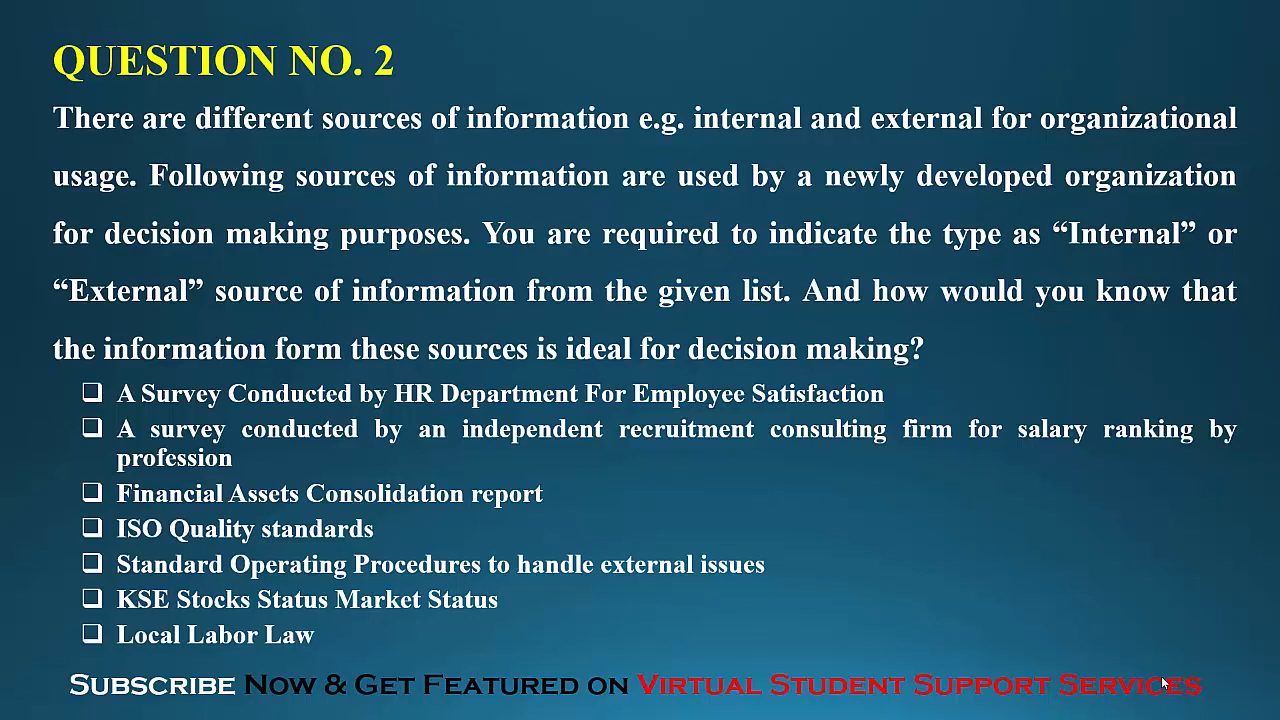 QUESTION NO. 2
There are different sources of information e.g. internal and external for organizational
usage. Following sources of information are used by a newly developed organization
for decision making purposes. You are required to indicate the type as “Internal” or
“External” source of information from the given list. And how would you know that
the information form these sources is ideal for decision making?
❑ A Survey Conducted by HR Department For Employee Satisfaction
❑ A survey conducted by an independent recruitment consulting firm for salary ranking by
profession
❑ Financial Assets Consolidation report
❑ ISO Quality standards
❑ Standard Operating Procedures to handle external issues
❑ KSE Stocks Status Market Status
❑ Local Labor Law
SUBSCRIBE NOW & GET FEATURED ON VIRTUAL STUDENT SUPPORT SERVICES